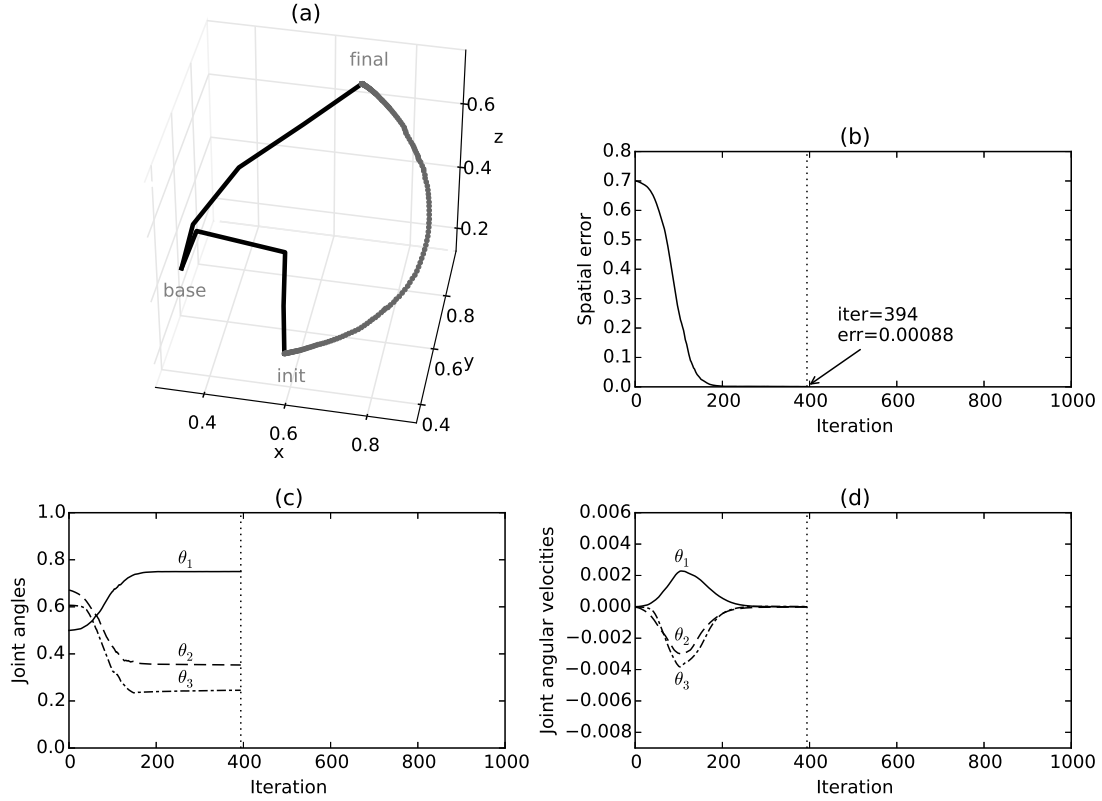 (a)
final
0.6
z
0.4
0.2
base
0.8
0.6
y
init
0.4
0.4
0.6
0.8
x
(b)
0.8
0.7
0.6
0.5
0.4
0.3
0.2
0.1
0.0
Spatial error
iter=394
err=0.00088
0 200 400 600 800 1000
Iteration
(c)
1.0
0.8
0.6
0.4
0.2
0.0
Joint angles
θ1
θ2
θ3
0 200 400 600 800 1000
Iteration
(d)
0.006
0.004
0.002
0.000
−0.002
−0.004
−0.006
−0.008
Joint angular velocities
θ1
θ2
θ3
0 200 400 600 800 1000
Iteration